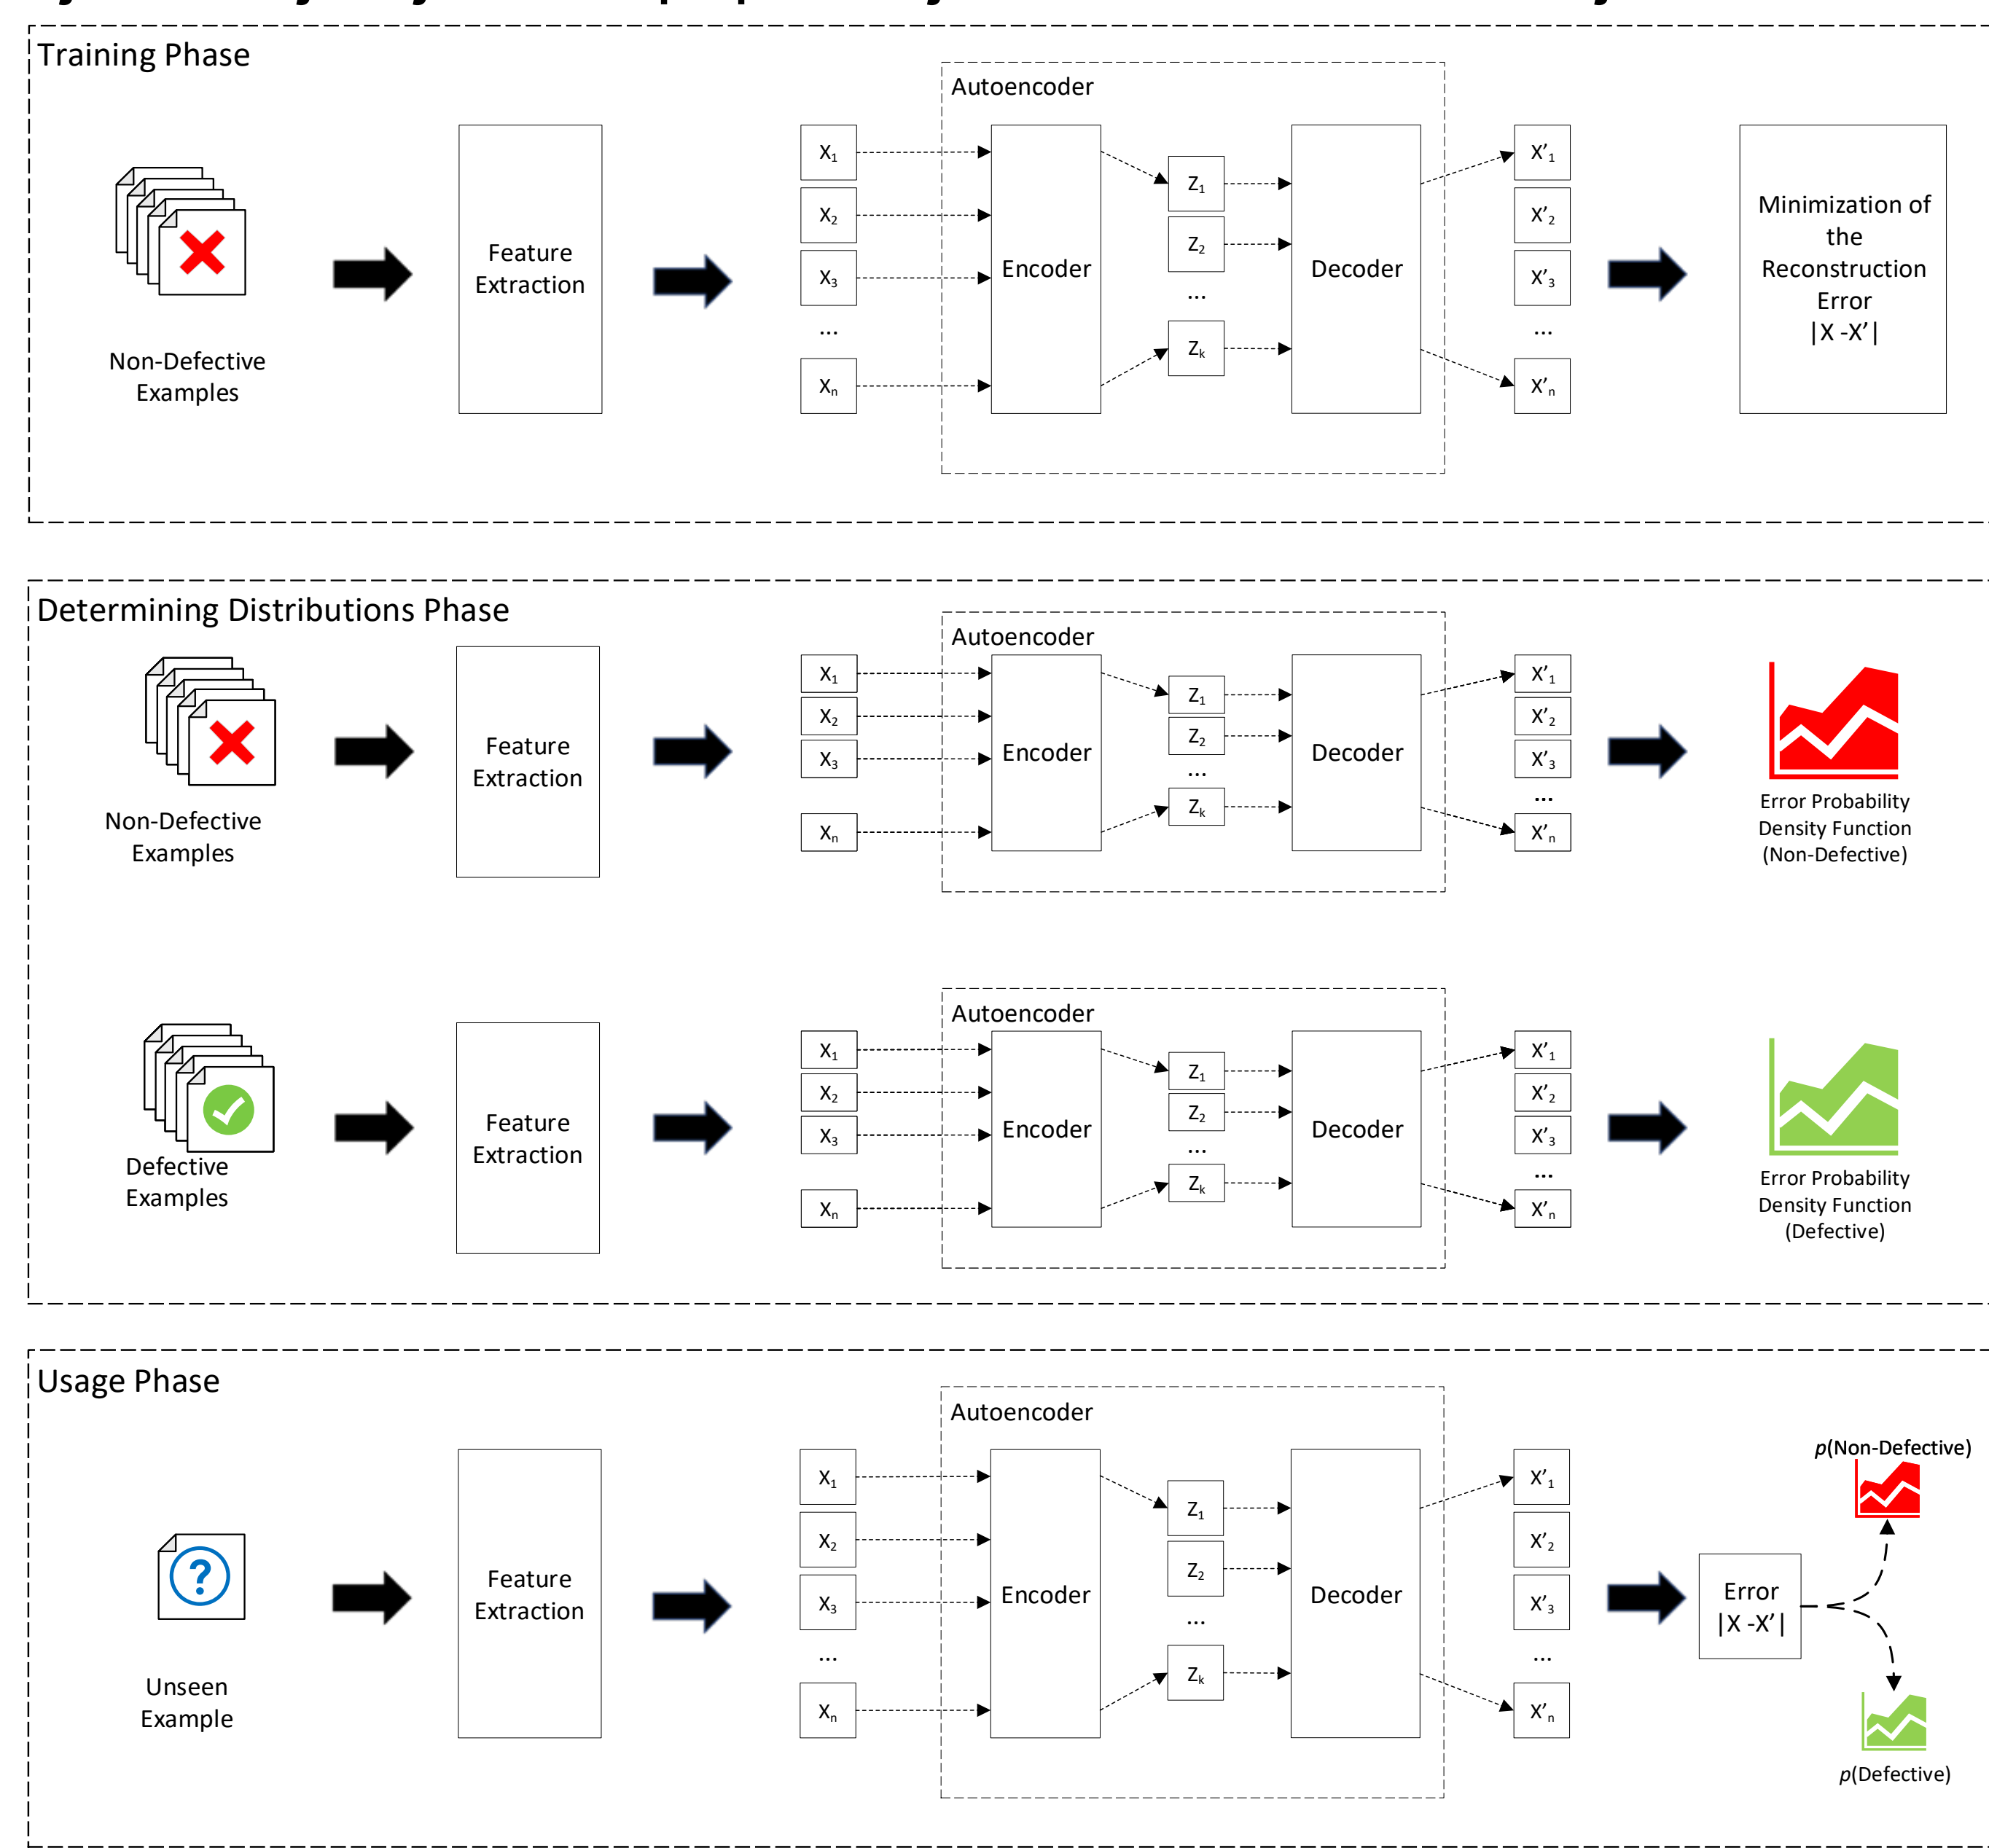 Training Phase
Autoencoder
Non-Defective
Examples
Feature
Extraction
X1
X2
X3
...
Xn
Encoder
Z1
Z2
...
Zk
Decoder
X'1
X'2
X'3
...
X'n
Minimization of
the
Reconstruction
Error
|X -X'|
Determining Distributions Phase
Autoencoder
Non-Defective
Examples
Feature
Extraction
X1
X2
X3
Xn
Encoder
Z1
Z2
...
Zk
Decoder
X'1
X'2
X'3
...
X'n
Error Probability
Density Function
(Non-Defective)
Autoencoder
Defective
Examples
Feature
Extraction
X1
X2
X3
Xn
Encoder
Z1
Z2
...
Zk
Decoder
X'1
X'2
X'3
...
X'n
Error Probability
Density Function
(Defective)
Usage Phase
Autoencoder
?
Unseen
Example
Feature
Extraction
X1
X2
X3
...
Xn
Encoder
Z1
Z2
...
Zk
Decoder
X'1
X'2
X'3
...
X'n
Error
|X -X'|
p(Non-Defective)
p(Defective)